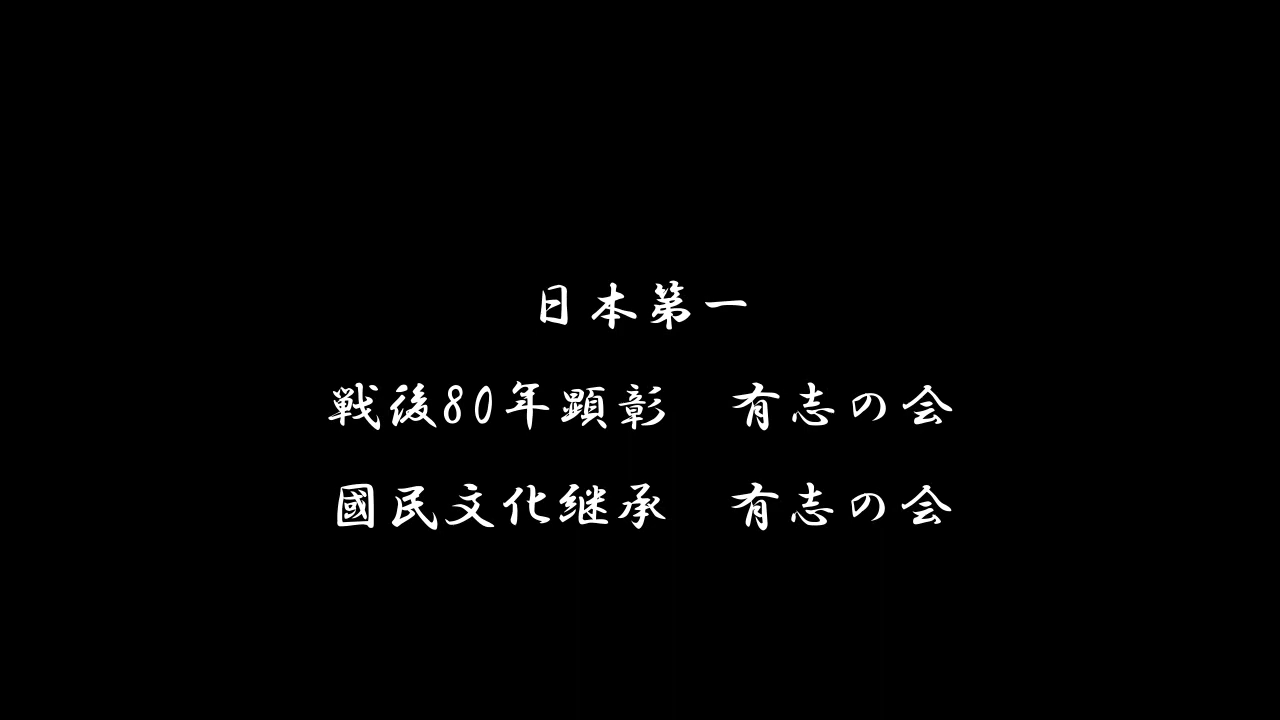 日本第一
戦後80年顕彰　有志の会
國民文化継承　有志の会